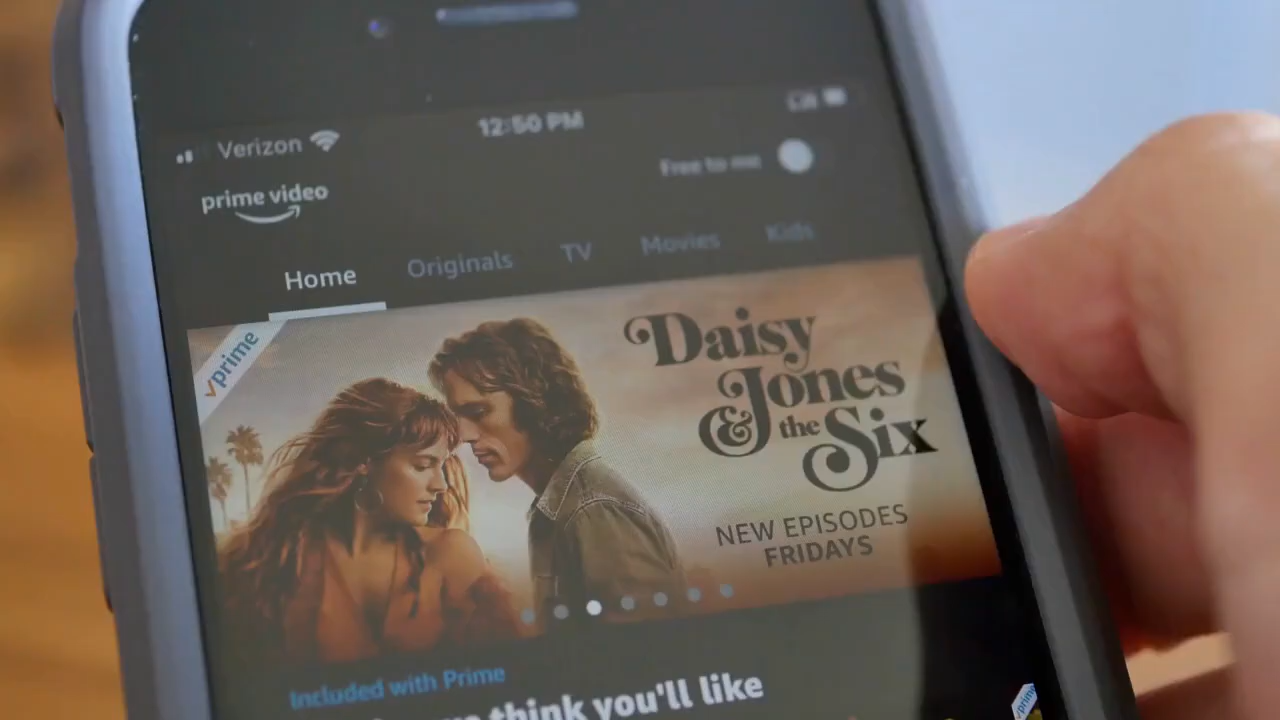 Verizon 12:50 PM
prime video
Free to me
Home Originals TV Movies Kids
prime
Daisy
Jones
& the Six
NEW EPISODES
FRIDAYS
Included with Prime
think you'll like
prime